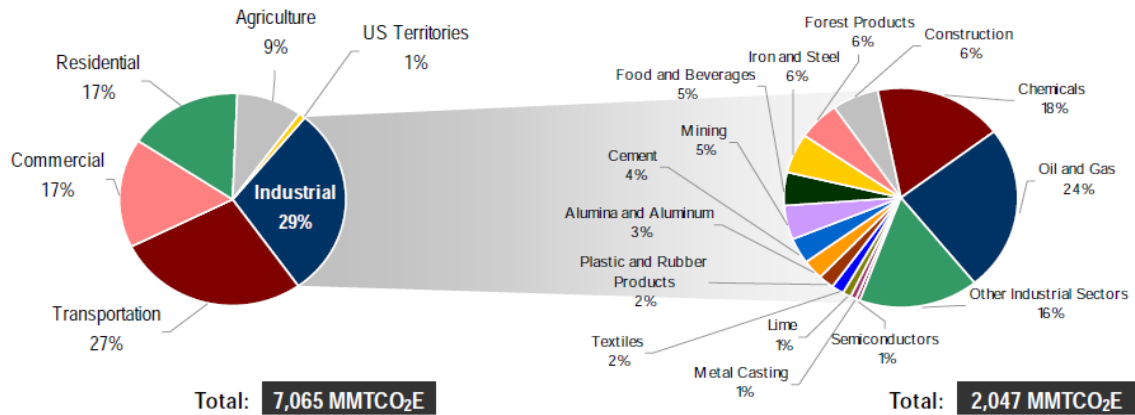 Agriculture
9%
US Territories
1%
Residential
17%
Commercial
17%
Industrial
29%
Transportation
27%
Total: 7,065 MMTCO₂E
Forest Products
6%
Construction
6%
Iron and Steel
6%
Food and Beverages
5%
Chemicals
18%
Mining
5%
Oil and Gas
24%
Cement
4%
Alumina and Aluminum
3%
Plastic and Rubber
Products
2%
Other Industrial Sectors
16%
Textiles
2%
Lime
1%
Semiconductors
1%
Metal Casting
1%
Total: 2,047 MMTCO₂E